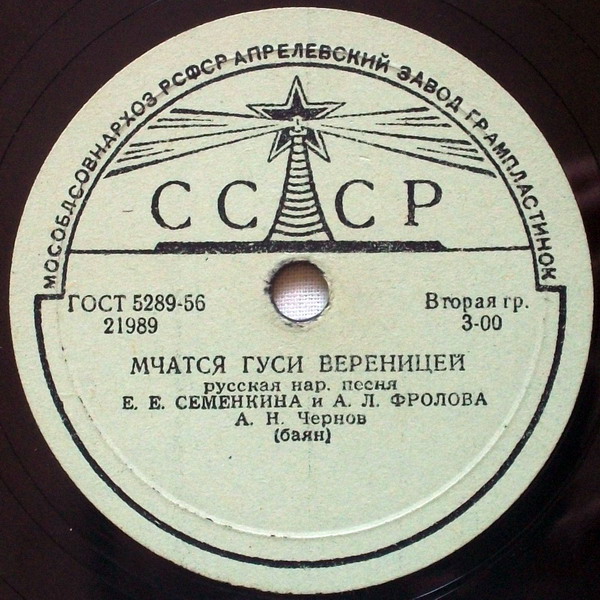 МОСОБЛСОВНАРХОЗ РСФСР АПРЕЛЕВСКИЙ ЗАВОД ГРАМПЛАСТИНОК
СССР
ГОСТ 5289-56
21989
Вторая гр.
3-00
МЧАТСЯ ГУСИ ВЕРЕНИЦЕЙ
русская нар. песня
Е. Е. СЕМЕНКИНА и А. Л. ФРОЛОВА
А. Н. Чернов
(баян)